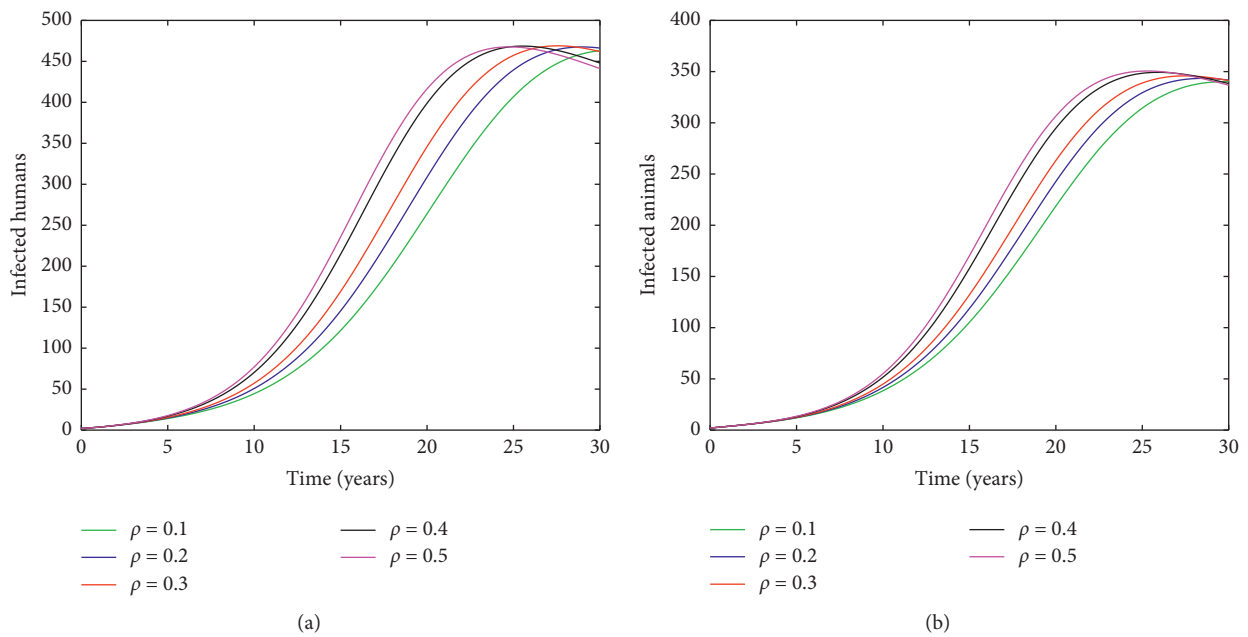 500
450
400
350
300
250
200
150
100
50
0
Infected humans
0 5 10 15 20 25 30
Time (years)
ρ = 0.1
ρ = 0.2
ρ = 0.3
ρ = 0.4
ρ = 0.5
(a)
400
350
300
250
200
150
100
50
0
Infected animals
0 5 10 15 20 25 30
Time (years)
ρ = 0.1
ρ = 0.2
ρ = 0.3
ρ = 0.4
ρ = 0.5
(b)